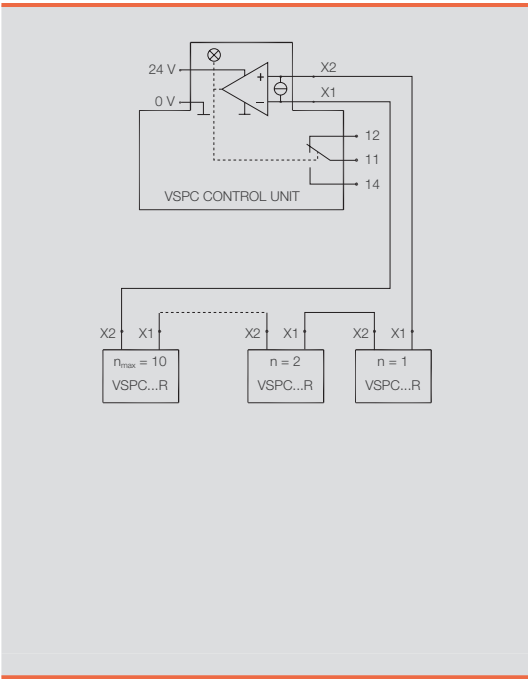 24 V
X2
X1
0 V
12
11
14
VSPC CONTROL UNIT
X2 X1 X2 X1 X2 X1
nmax = 10 n = 2 n = 1
VSPC...R VSPC...R VSPC...R